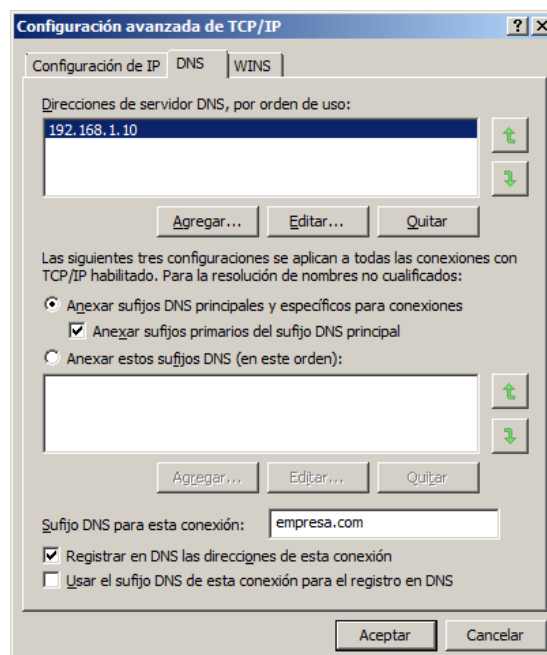 Configuración avanzada de TCP/IP
Configuración de IP
DNS
WINS
Direcciones de servidor DNS, por orden de uso:
192.168.1.10
Agregar...
Editar...
Quitar
Las siguientes tres configuraciones se aplican a todas las conexiones con
TCP/IP habilitado. Para la resolución de nombres no cualificados:
Anexar sufijos DNS principales y específicos para conexiones
Anexar sufijos primarios del sufijo DNS principal
Anexar estos sufijos DNS (en este orden):
Agregar...
Editar...
Quitar
Sufijo DNS para esta conexión:
empresa.com
Registrar en DNS las direcciones de esta conexión
Usar el sufijo DNS de esta conexión para el registro en DNS
Aceptar
Cancelar